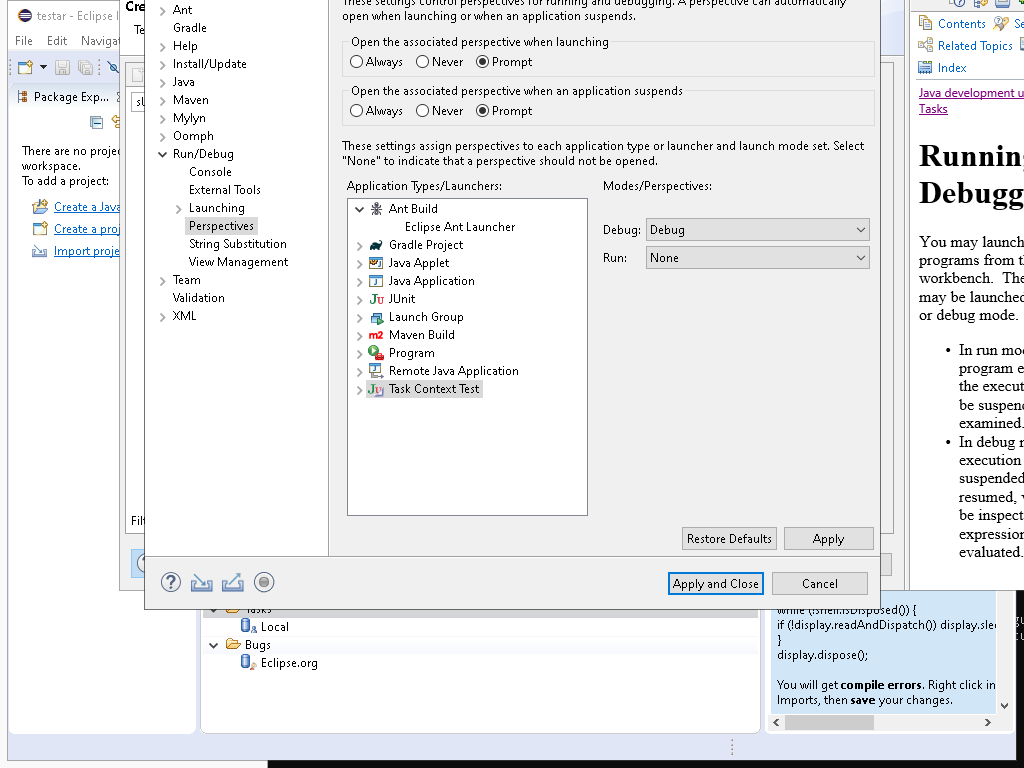 testar - Eclipse I
File Edit Navigat
Package Exp...
There are no proje
workspace.
To add a project:
Create a Java
Create a proj
Import proje
Cre
Te
Filt
Ant
Gradle
Help
Install/Update
Java
Maven
Mylyn
Oomph
Run/Debug
Console
External Tools
Launching
Perspectives
String Substitution
View Management
Team
Validation
XML
These settings control perspectives for running and debugging. A perspective can automatically
open when launching or when an application suspends.
Open the associated perspective when launching
Always Never Prompt
Open the associated perspective when an application suspends
Always Never Prompt
These settings assign perspectives to each application type or launcher and launch mode set. Select
"None" to indicate that a perspective should not be opened.
Application Types/Launchers:
Modes/Perspectives:
Ant Build
Eclipse Ant Launcher
Gradle Project
Java Applet
Java Application
JUnit
Launch Group
Maven Build
Program
Remote Java Application
Task Context Test
Debug: Debug
Run: None
Restore Defaults Apply
Apply and Close Cancel
Tasks
Local
Bugs
Eclipse.org
while (!shell.isDisposed()) {
if (!display.readAndDispatch()) display.slee
}
display.dispose();
You will get compile errors. Right click in
Imports, then save your changes.
Contents Se
Related Topics
Index
Java development u
Tasks
Running
Debugg
You may launch
programs from th
workbench. The
may be launched
or debug mode.
In run mod
program e
the execut
be suspend
examined.
In debug m
execution
suspended
resumed, v
be inspect
expression
evaluated.